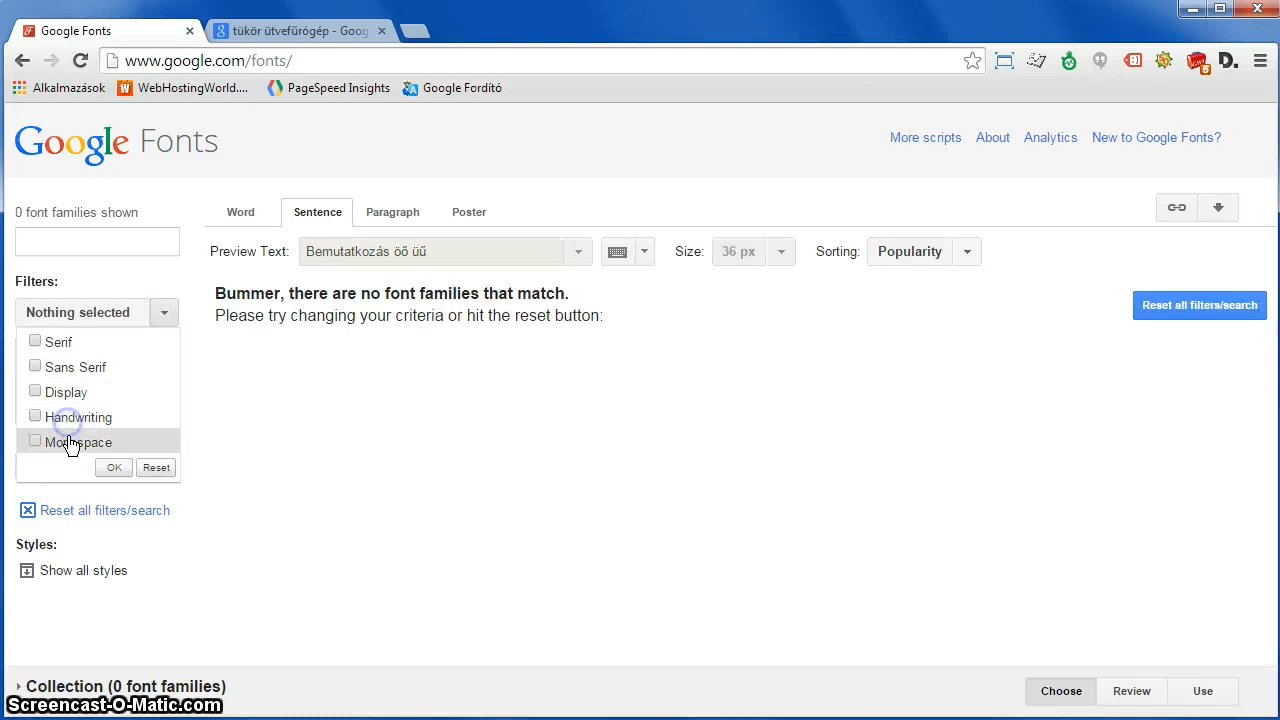 Google Fonts
tükör ütvefűrógép - Goog
www.google.com/fonts/
Alkalmazások
WebHostingWorld....
PageSpeed Insights
Google Fordító
Google Fonts
More scripts
About
Analytics
New to Google Fonts?
0 font families shown
Word
Sentence
Paragraph
Poster
Preview Text:
Bemutatkozás öő üű
Size:
36 px
Sorting:
Popularity
Filters:
Nothing selected
Bummer, there are no font families that match.
Please try changing your criteria or hit the reset button:
Reset all filters/search
Serif
Sans Serif
Display
Handwriting
Monospace
OK
Reset
Reset all filters/search
Styles:
Show all styles
Collection (0 font families)
Choose
Review
Use
Screencast-O-Matic.com